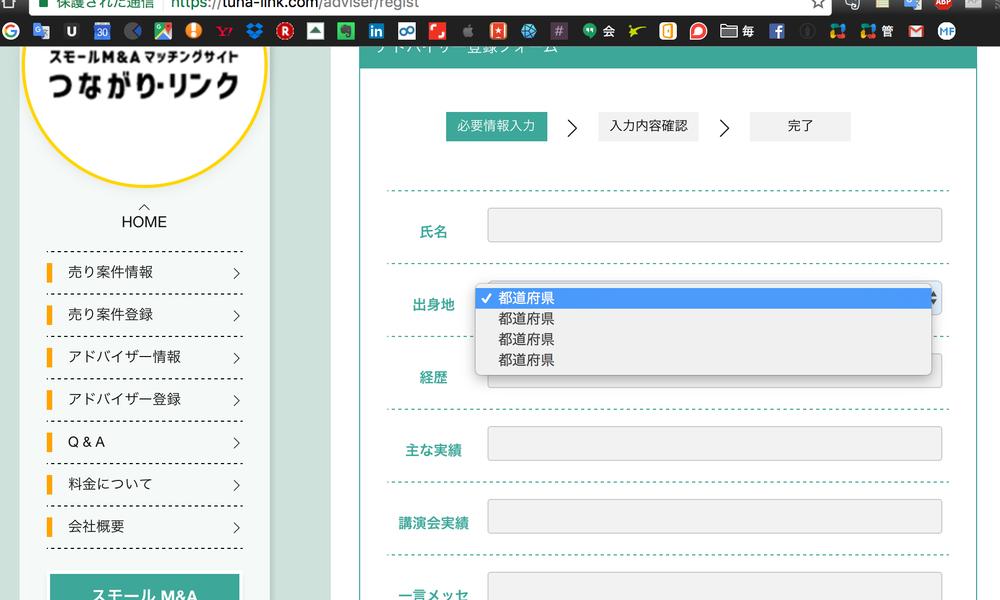 保護された通信
https://tuna-link.com/adviser/regist
スモールM&Aマッチングサイト
つながり・リンク
HOME
売り案件情報
売り案件登録
アドバイザー情報
アドバイザー登録
Q & A
料金について
会社概要
スモール M&A
アドバイザー登録フォーム
必要情報入力
入力内容確認
完了
氏名
出身地
✓ 都道府県
都道府県
都道府県
都道府県
経歴
主な実績
講演会実績
一言メッセ